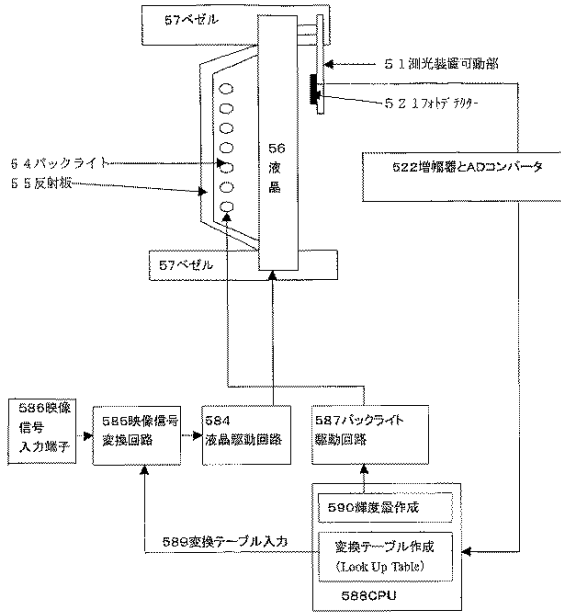 57ベゼル
51測光装置可動部
521フォトデテクター
56
液
晶
54バックライト
55反射板
522増幅器とADコンバータ
57ベゼル
586映像
信号
入力端子
585映像信号
変換回路
584
液晶駆動回路
587バックライト
駆動回路
590輝度量作成
589変換テーブル入力
変換テーブル作成
(Look Up Table)
588CPU